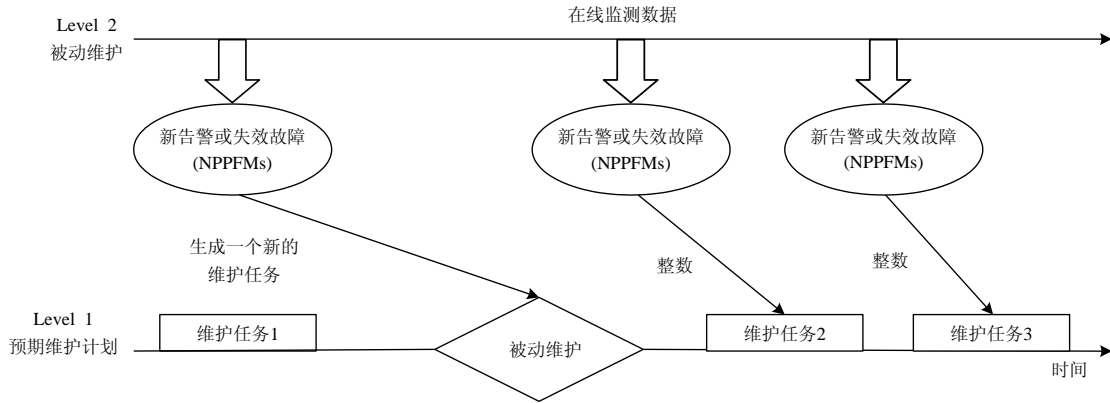 在线监测数据
Level 2
被动维护
新告警或失效故障
(NPPFMs)
新告警或失效故障
(NPPFMs)
新告警或失效故障
(NPPFMs)
生成一个新的
维护任务
整数
整数
Level 1
预期维护计划
维护任务1
被动维护
维护任务2
维护任务3
时间